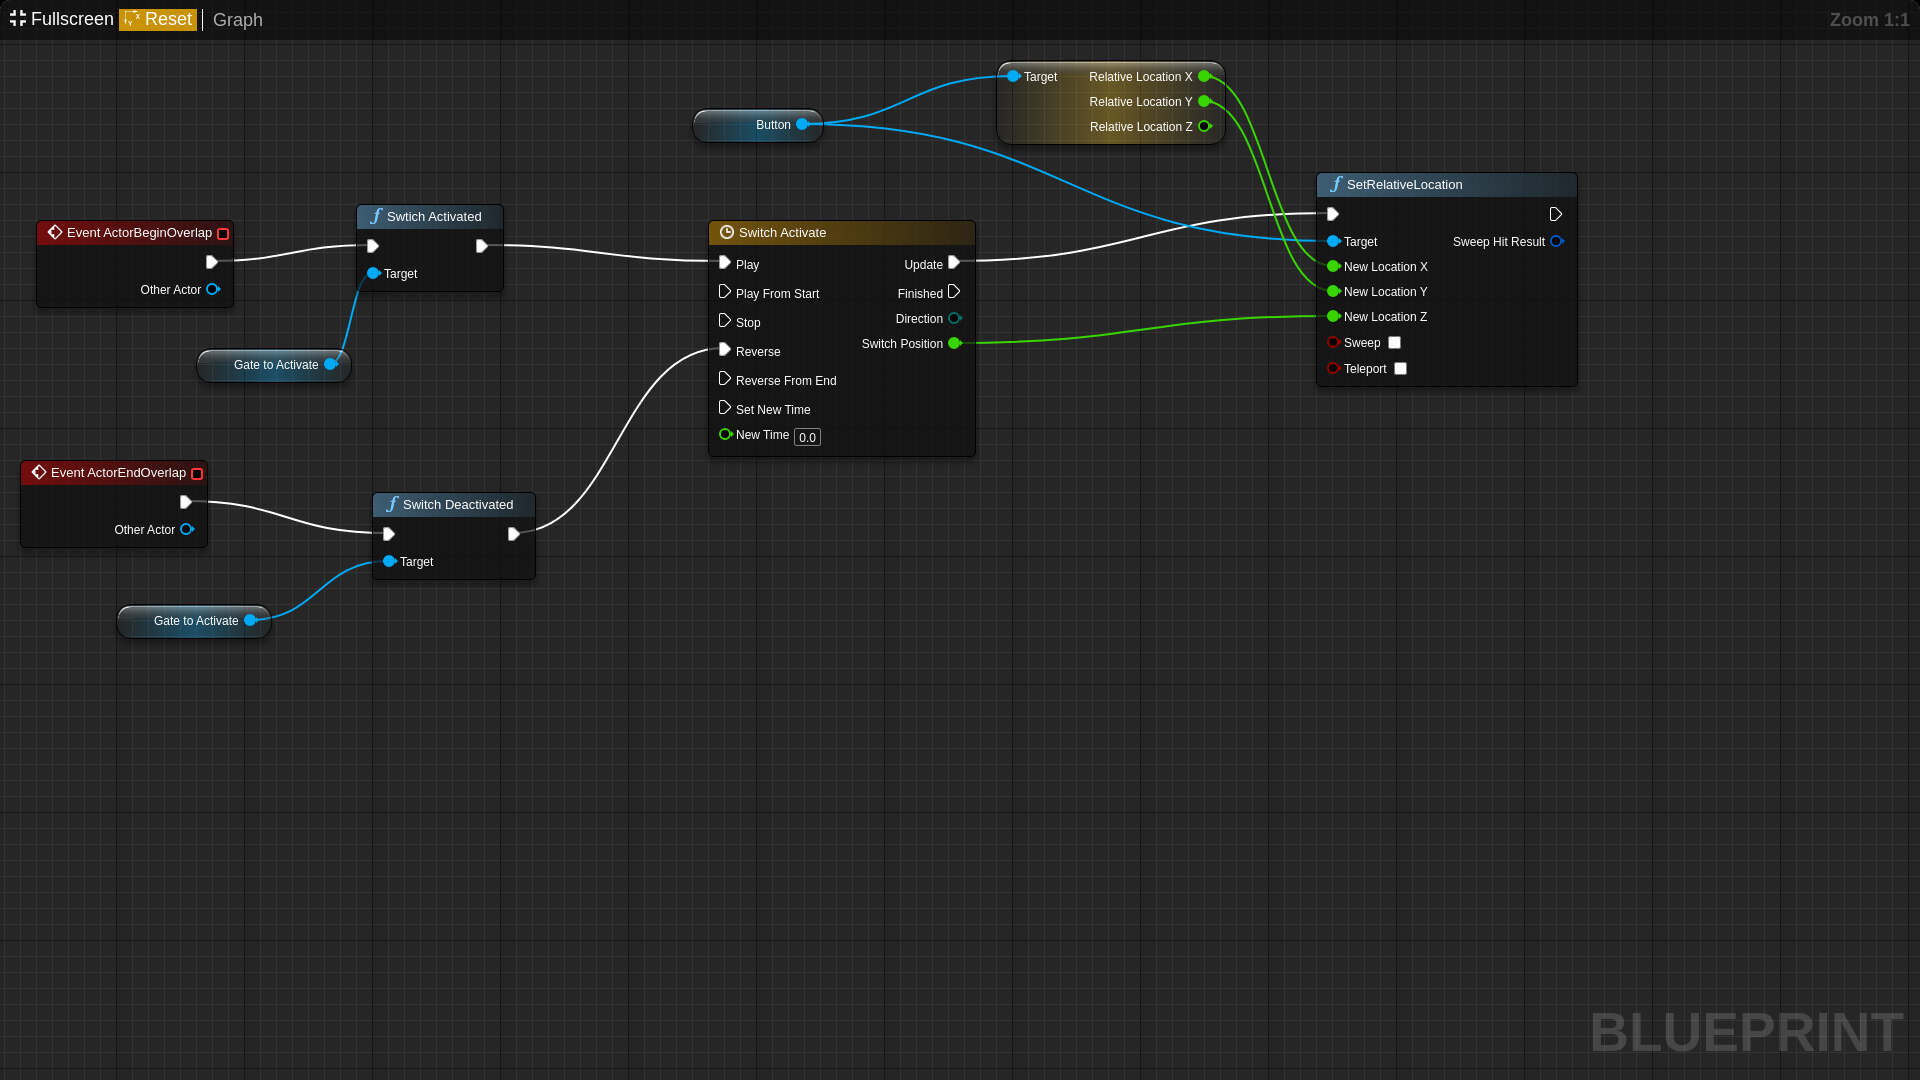 Fullscreen Reset Graph Zoom 1:1
Target Relative Location X
Relative Location Y
Relative Location Z
Button
SetRelativeLocation
Target Sweep Hit Result
New Location X
New Location Y
New Location Z
Sweep
Teleport
Event ActorBeginOverlap
Other Actor
Swtich Activated
Target
Gate to Activate
Switch Activate
Play Update
Play From Start Finished
Stop Direction
Switch Position
Reverse
Reverse From End
Set New Time
New Time 0.0
Event ActorEndOverlap
Other Actor
Switch Deactivated
Target
Gate to Activate
BLUEPRINT